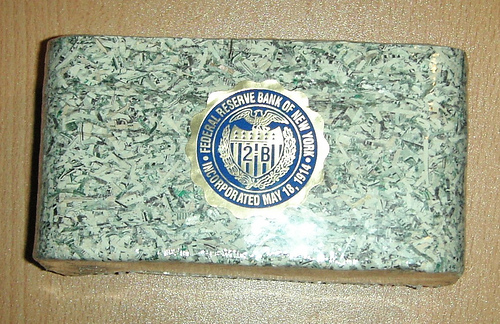 FEDERAL RESERVE BANK OF NEW YORK
2 B
INCORPORATED MAY 18, 1914